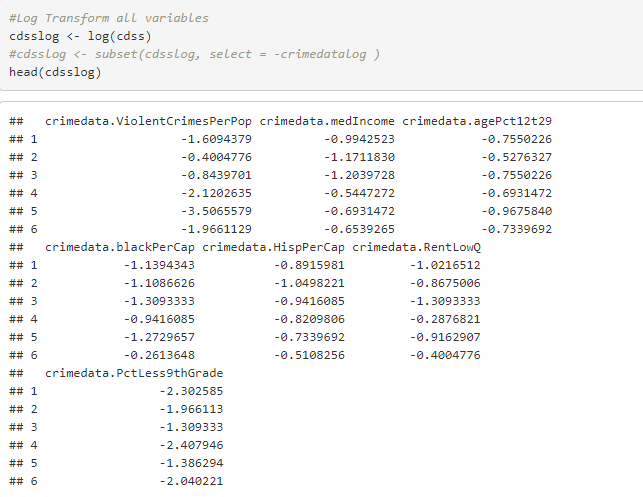 #Log Transform all variables
cdsslog <- log(cdss)
#cdsslog <- subset(cdsslog, select = -crimedatalog )
head(cdsslog)
##   crimedata.ViolentCrimesPerPop crimedata.medIncome crimedata.agePct12t29
## 1                    -1.6094379          -0.9942523            -0.7550226
## 2                    -0.4004776          -1.1711830            -0.5276327
## 3                    -0.8439701          -1.2039728            -0.7550226
## 4                    -2.1202635          -0.5447272            -0.6931472
## 5                    -3.5065579          -0.6931472            -0.9675840
## 6                    -1.9661129          -0.6539265            -0.7339692
##   crimedata.blackPerCap crimedata.HispPerCap crimedata.RentLowQ
## 1            -1.1394343           -0.8915981         -1.0216512
## 2            -1.1086626           -1.0498221         -0.8675006
## 3            -1.3093333           -0.9416085         -1.3093333
## 4            -0.9416085           -0.8209806         -0.2876821
## 5            -1.2729657           -0.7339692         -0.9162907
## 6            -0.2613648           -0.5108256         -0.4004776
##   crimedata.PctLess9thGrade
## 1                 -2.302585
## 2                 -1.966113
## 3                 -1.309333
## 4                 -2.407946
## 5                 -1.386294
## 6                 -2.040221